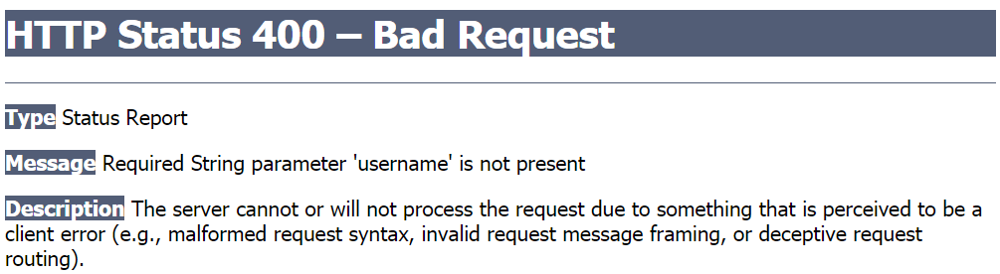 HTTP Status 400 – Bad Request
Type Status Report
Message Required String parameter 'username' is not present
Description The server cannot or will not process the request due to something that is perceived to be a
client error (e.g., malformed request syntax, invalid request message framing, or deceptive request
routing).